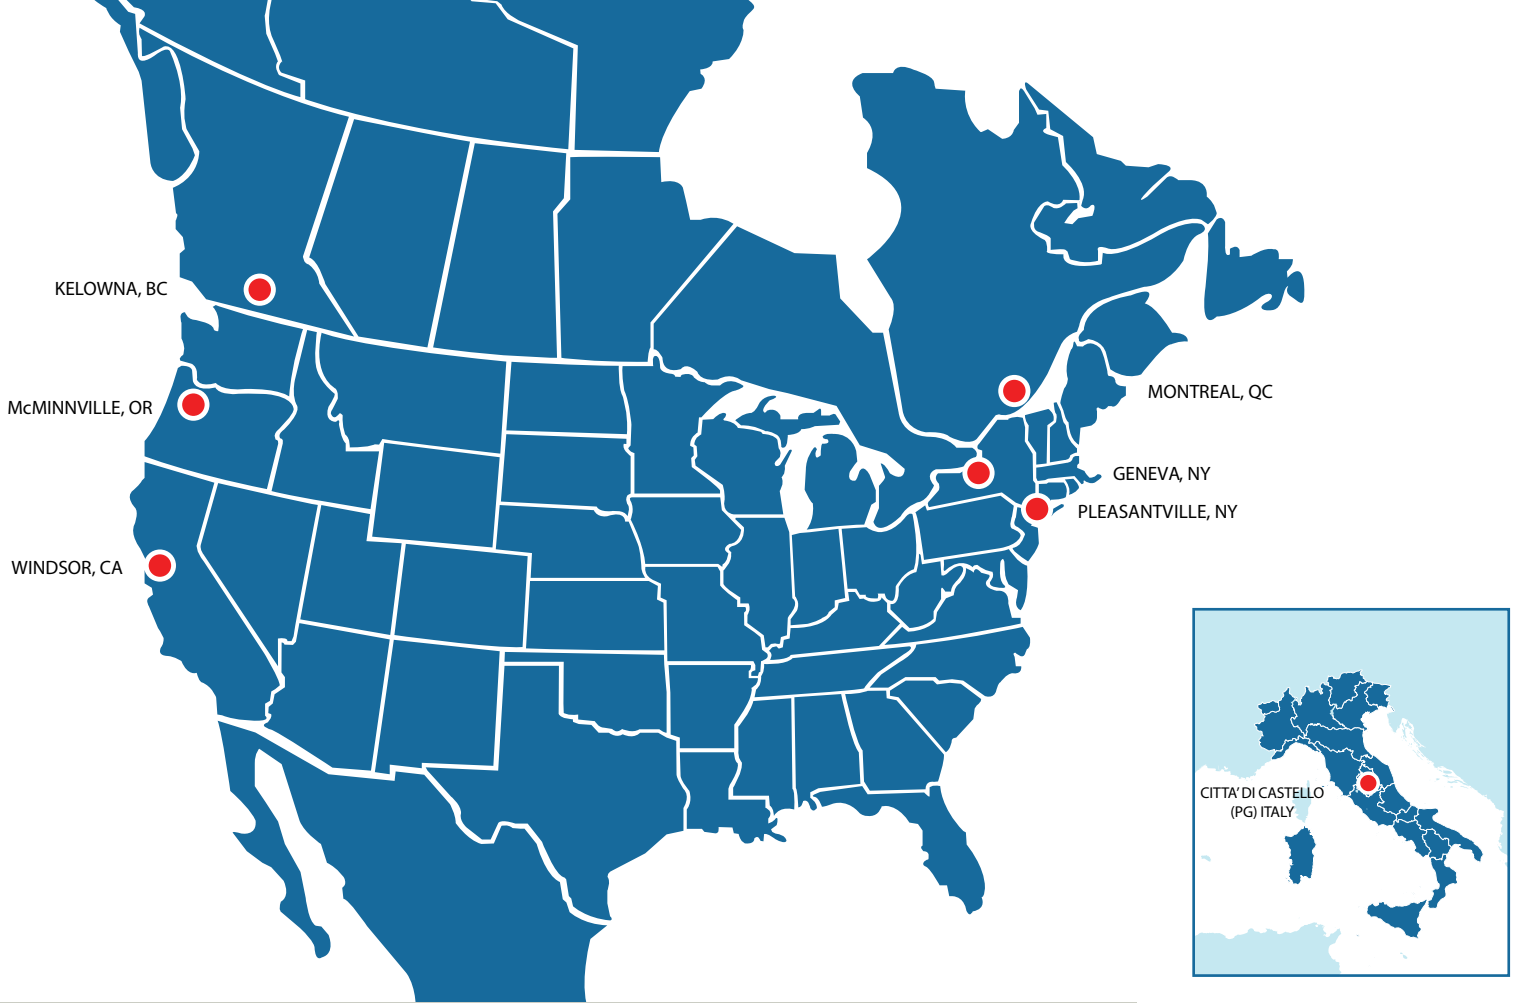 KELOWNA, BC
MONTREAL, QC
McMINNVILLE, OR
GENEVA, NY
PLEASANTVILLE, NY
WINDSOR, CA
CITTA' DI CASTELLO
(PG) ITALY